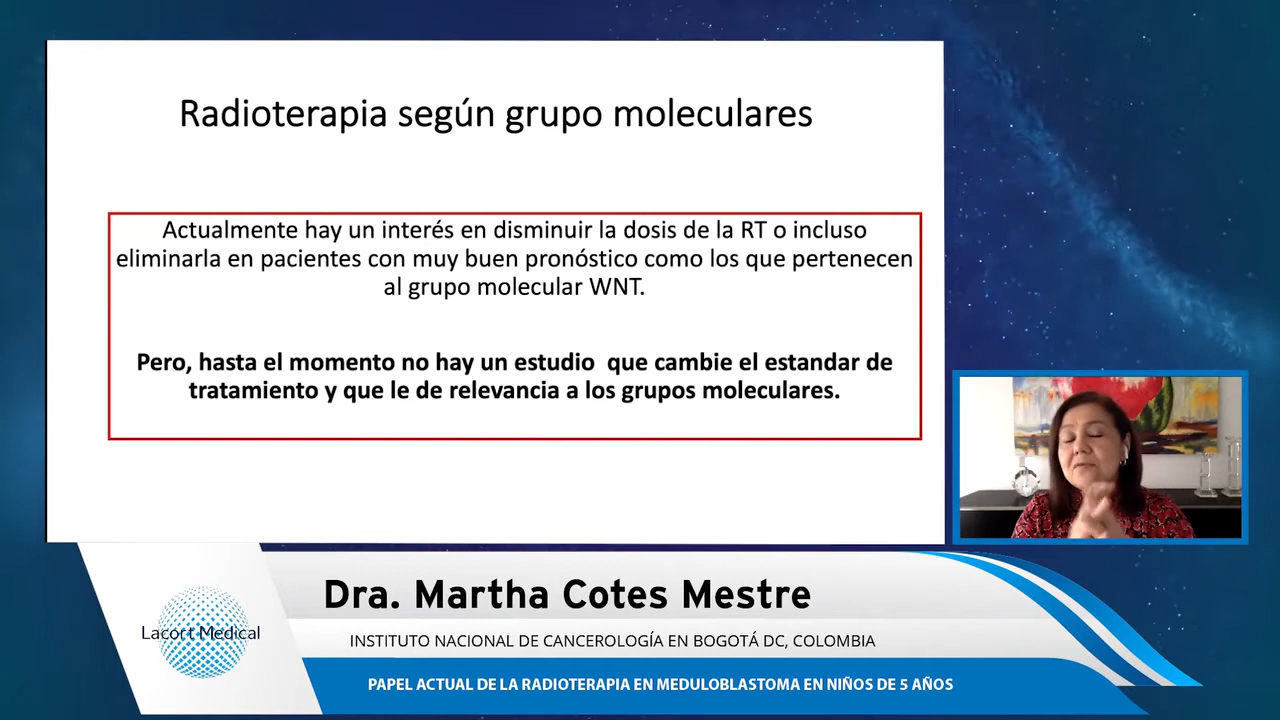 Radioterapia según grupo moleculares
Actualmente hay un interés en disminuir la dosis de la RT o incluso
eliminarla en pacientes con muy buen pronóstico como los que pertenecen
al grupo molecular WNT.
Pero, hasta el momento no hay un estudio que cambie el estandar de
tratamiento y que le de relevancia a los grupos moleculares.
Dra. Martha Cotes Mestre
Lacort Medical
INSTITUTO NACIONAL DE CANCEROLOGÍA EN BOGOTÁ DC, COLOMBIA
PAPEL ACTUAL DE LA RADIOTERAPIA EN MEDULOBLASTOMA EN NIÑOS DE 5 AÑOS